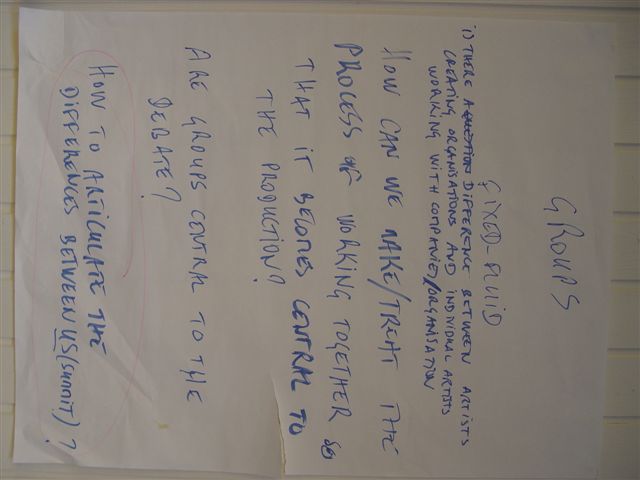 GROUPS
FIXED-FLUID
is THERE A DIFFERENCE BETWEEN ARTISTS
CREATING ORGANISATIONS AND INDIVIDUAL ARTISTS
WORKING WITH COMPANIES/ORGANISATION
HOW CAN WE MAKE/TREAT THE
PROCESS OF WORKING TOGETHER SO
THAT IT BECOMES CENTRAL TO
THE PRODUCTION?
ARE GROUPS CENTRAL TO THE
DEBATE?
HOW TO ARTICULATE THE
DIFFERENCES BETWEEN US (summit)?